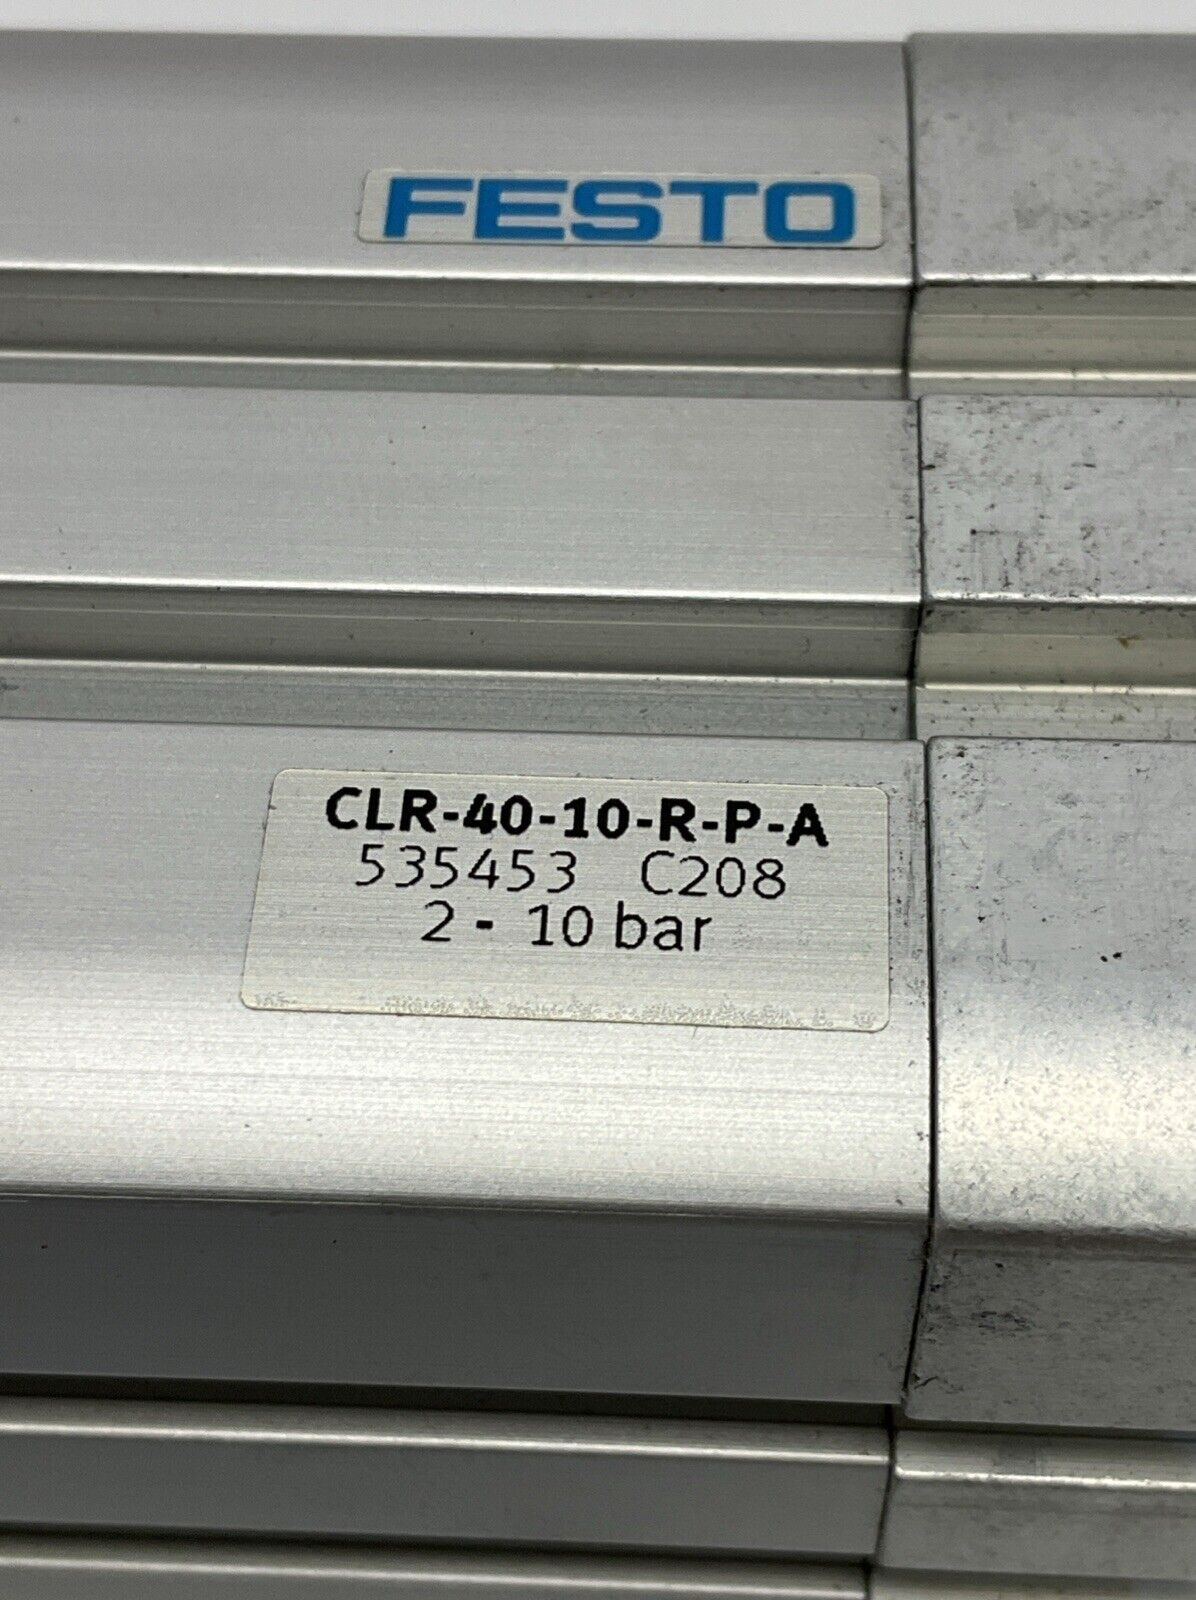 FESTO
CLR-40-10-R-P-A
535453 C208
2 - 10 bar